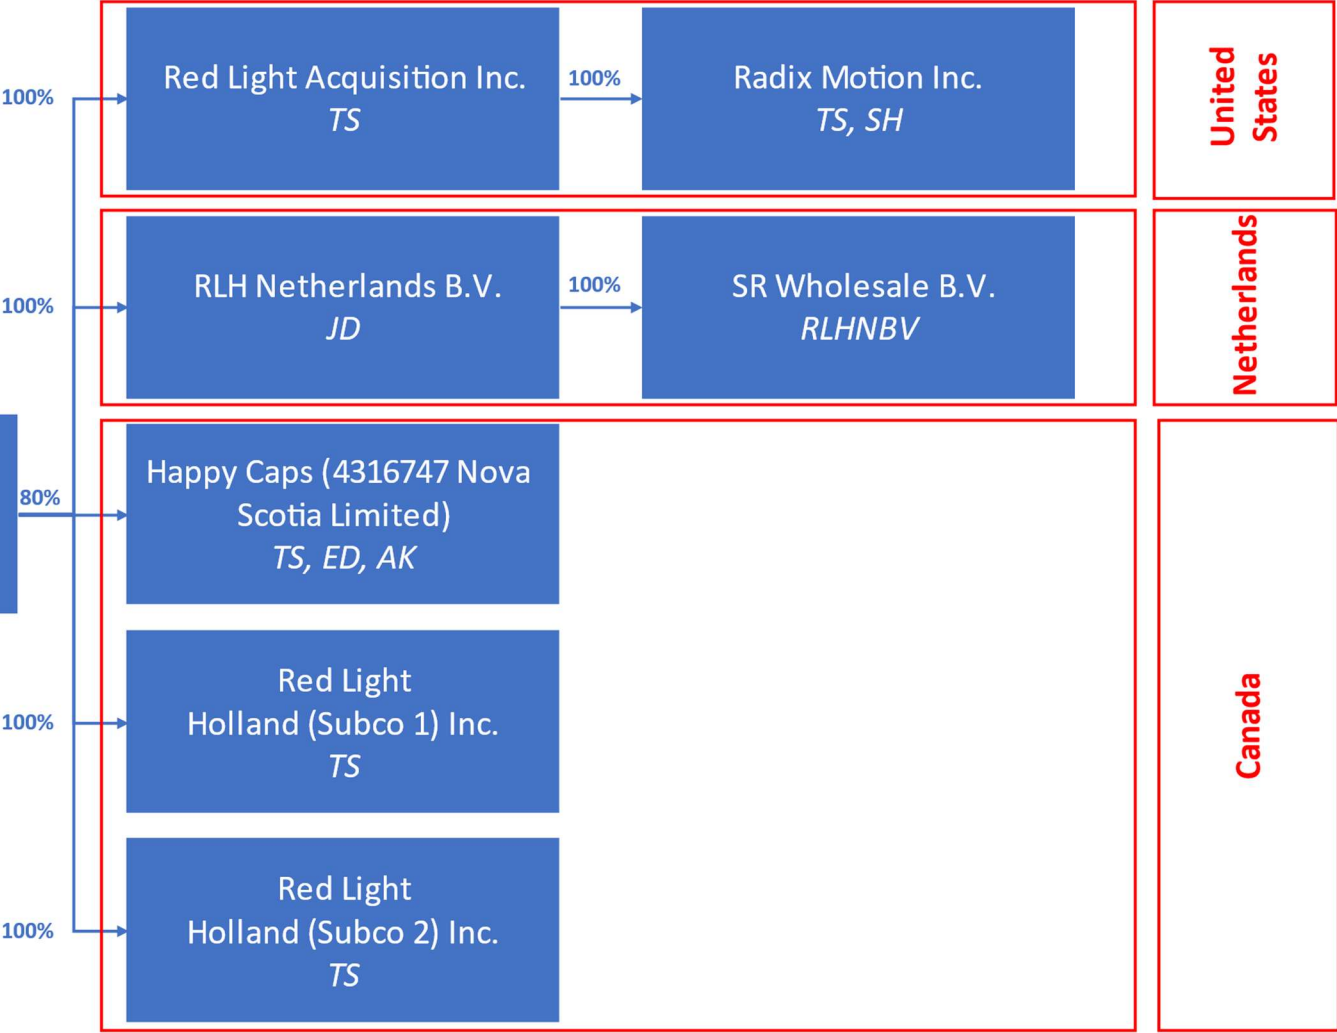 100%
Red Light Acquisition Inc.
TS
100%
Radix Motion Inc.
TS, SH
United
States
100%
RLH Netherlands B.V.
JD
100%
SR Wholesale B.V.
RLHNBV
Netherlands
80%
Happy Caps (4316747 Nova
Scotia Limited)
TS, ED, AK
100%
Red Light
Holland (Subco 1) Inc.
TS
Canada
100%
Red Light
Holland (Subco 2) Inc.
TS